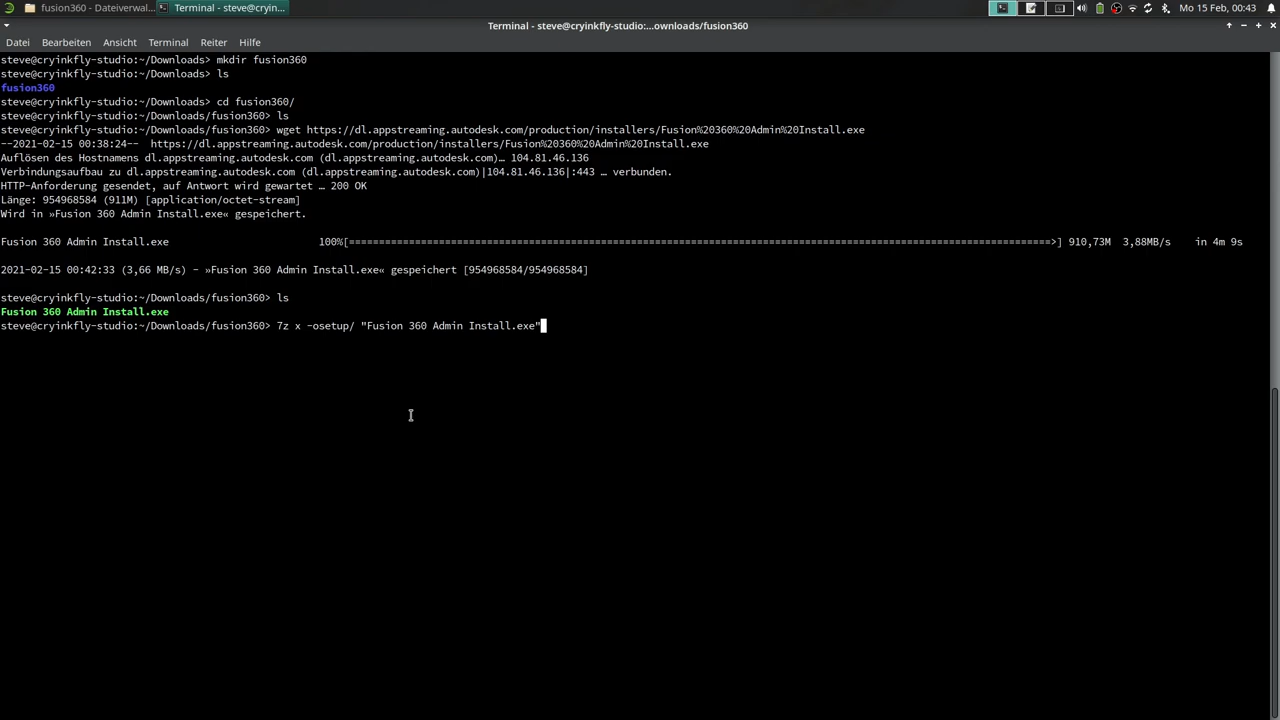 fusion360 - Dateiverwal...
Terminal - steve@cryin...
Mo 15 Feb, 00:43
Terminal - steve@cryinkfly-studio:...ownloads/fusion360
Datei Bearbeiten Ansicht Terminal Reiter Hilfe
steve@cryinkfly-studio:~/Downloads> mkdir fusion360
steve@cryinkfly-studio:~/Downloads> ls
fusion360
steve@cryinkfly-studio:~/Downloads> cd fusion360/
steve@cryinkfly-studio:~/Downloads/fusion360> ls
steve@cryinkfly-studio:~/Downloads/fusion360> wget https://dl.appstreaming.autodesk.com/production/installers/Fusion%20360%20Admin%20Install.exe
--2021-02-15 00:38:24--  https://dl.appstreaming.autodesk.com/production/installers/Fusion%20360%20Admin%20Install.exe
Auflösen des Hostnamens dl.appstreaming.autodesk.com (dl.appstreaming.autodesk.com)… 104.81.46.136
Verbindungsaufbau zu dl.appstreaming.autodesk.com (dl.appstreaming.autodesk.com)|104.81.46.136|:443 … verbunden.
HTTP-Anforderung gesendet, auf Antwort wird gewartet … 200 OK
Länge: 954968584 (911M) [application/octet-stream]
Wird in »Fusion 360 Admin Install.exe« gespeichert.
Fusion 360 Admin Install.exe 100%[=====================================================================================================================>] 910,73M 3,88MB/s in 4m 9s
2021-02-15 00:42:33 (3,66 MB/s) - »Fusion 360 Admin Install.exe« gespeichert [954968584/954968584]
steve@cryinkfly-studio:~/Downloads/fusion360> ls
Fusion 360 Admin Install.exe
steve@cryinkfly-studio:~/Downloads/fusion360> 7z x -osetup/ "Fusion 360 Admin Install.exe"